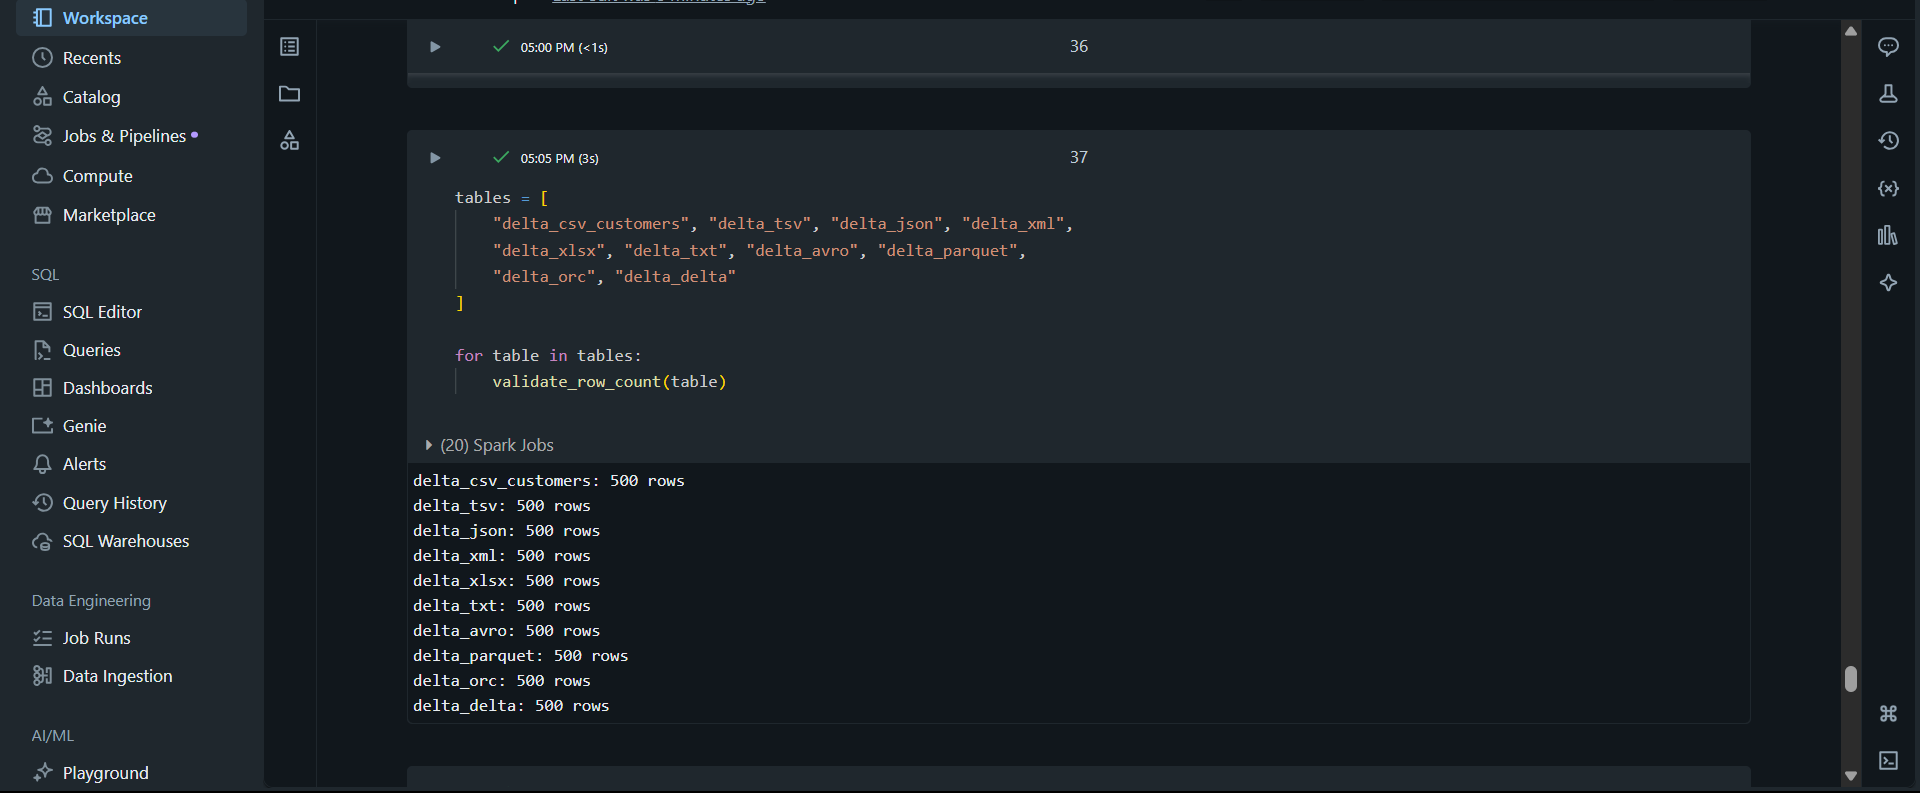 Workspace
Recents
Catalog
Jobs & Pipelines
Compute
Marketplace
SQL
SQL Editor
Queries
Dashboards
Genie
Alerts
Query History
SQL Warehouses
Data Engineering
Job Runs
Data Ingestion
AI/ML
Playground
05:00 PM (<1s)
36
05:05 PM (3s)
37
tables = [
"delta_csv_customers", "delta_tsv", "delta_json", "delta_xml",
"delta_xlsx", "delta_txt", "delta_avro", "delta_parquet",
"delta_orc", "delta_delta"
]
for table in tables:
validate_row_count(table)
(20) Spark Jobs
delta_csv_customers: 500 rows
delta_tsv: 500 rows
delta_json: 500 rows
delta_xml: 500 rows
delta_xlsx: 500 rows
delta_txt: 500 rows
delta_avro: 500 rows
delta_parquet: 500 rows
delta_orc: 500 rows
delta_delta: 500 rows